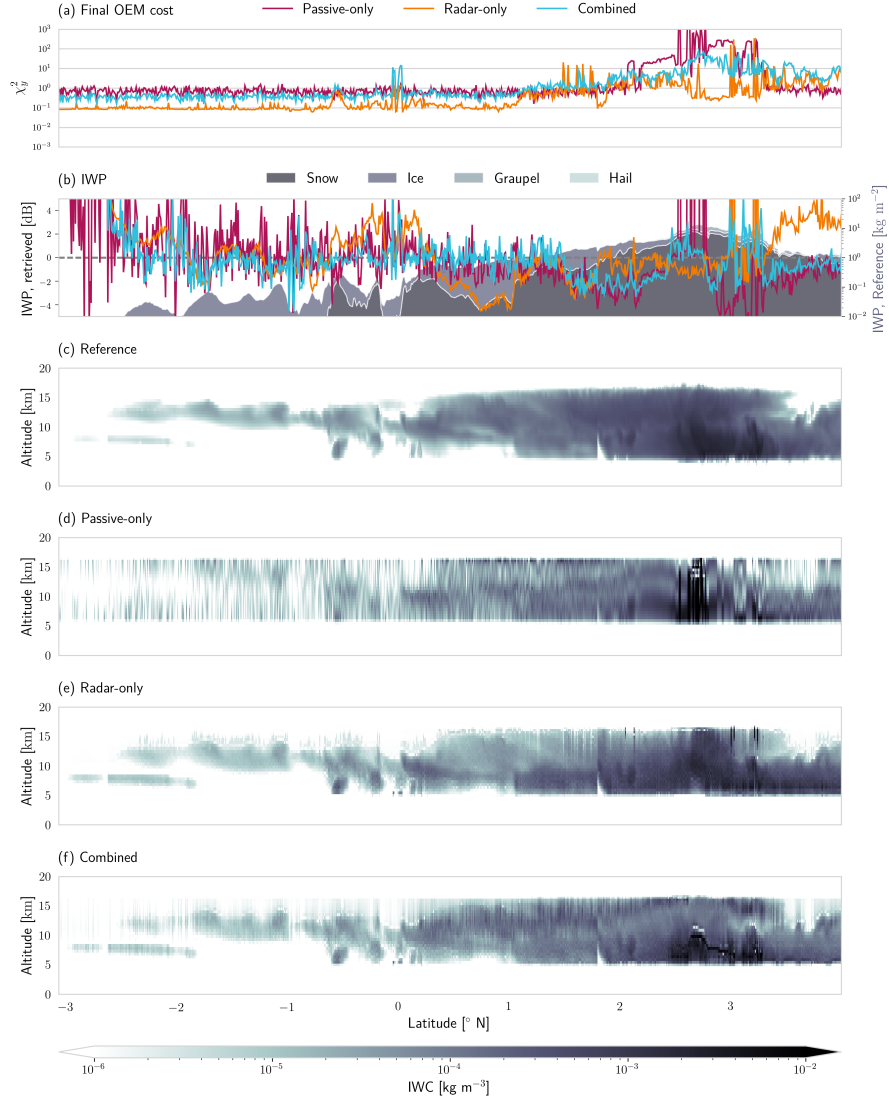 (a) Final OEM cost
Passive-only
Radar-only
Combined
10³
10²
10¹
10⁰
10⁻¹
10⁻²
10⁻³
χ²y
(b) IWP
Snow
Ice
Graupel
Hail
4
2
0
−2
−4
IWP, retrieved [dB]
10²
10¹
10⁰
10⁻¹
10⁻²
IWP, Reference [kg m⁻²]
(c) Reference
20
15
10
5
0
Altitude [km]
(d) Passive-only
20
15
10
5
0
Altitude [km]
(e) Radar-only
20
15
10
5
0
Altitude [km]
(f) Combined
20
15
10
5
0
Altitude [km]
−3 −2 −1 0 1 2 3
Latitude [° N]
10⁻⁶ 10⁻⁵ 10⁻⁴ 10⁻³ 10⁻²
IWC [kg m⁻³]